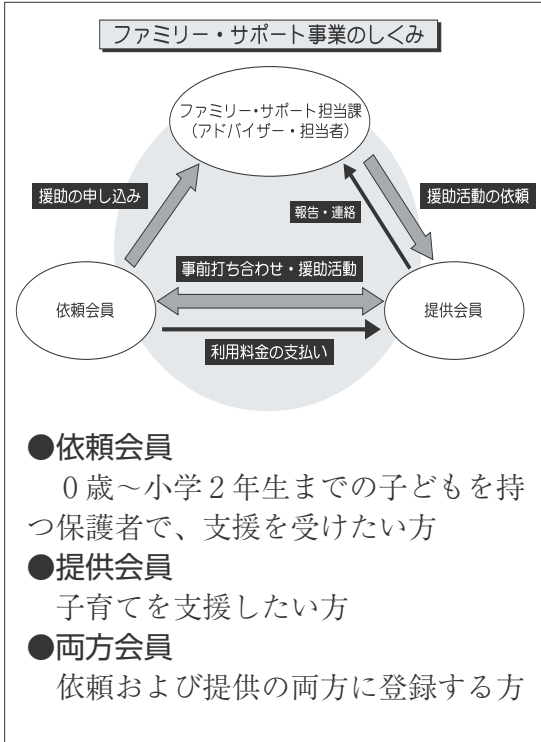 ファミリー・サポート事業のしくみ
ファミリー・サポート担当課
（アドバイザー・担当者）
援助の申し込み
援助活動の依頼
報告・連絡
事前打ち合わせ・援助活動
依頼会員
提供会員
利用料金の支払い
●依頼会員
０歳～小学２年生までの子どもを持
つ保護者で、支援を受けたい方
●提供会員
子育てを支援したい方
●両方会員
依頼および提供の両方に登録する方